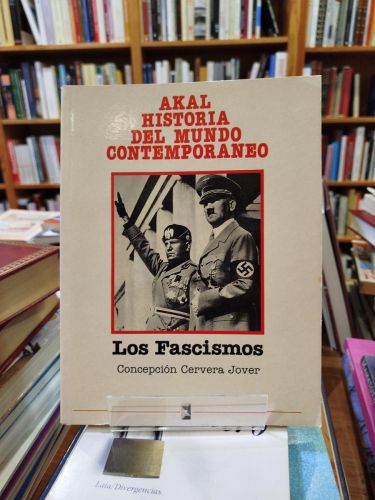 AKAL
HISTORIA
DEL MUNDO
CONTEMPORANEO
Los Fascismos
Concepción Cervera Jover
Laia/Divergencias